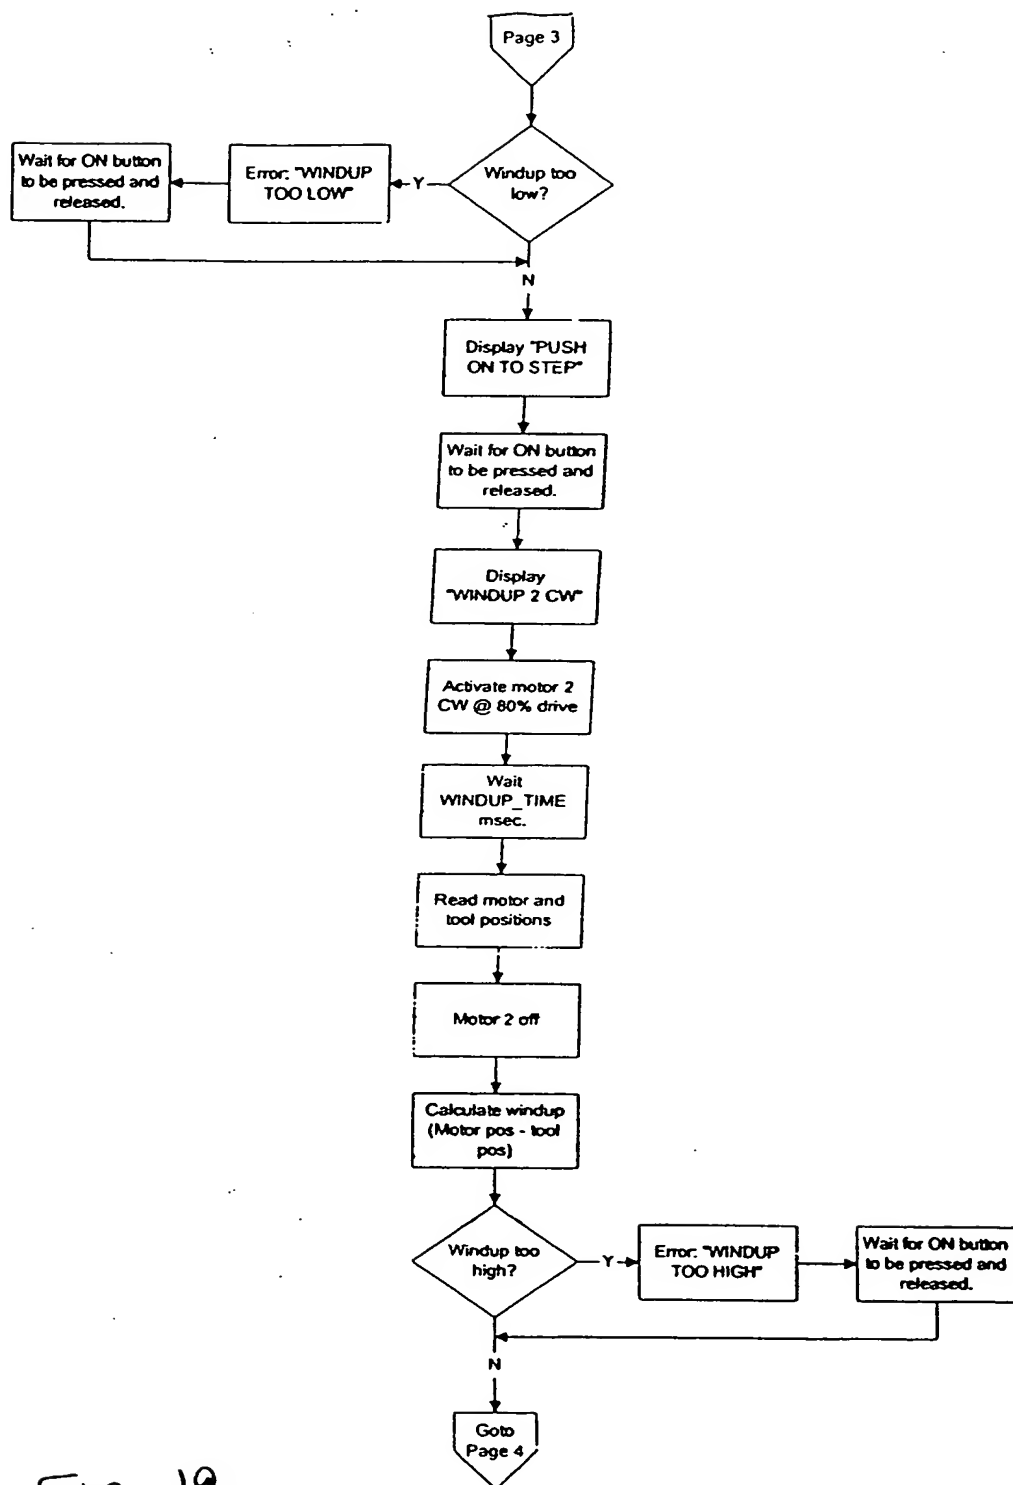 Page 3
Windup too
low?
Y
Error: "WINDUP
TOO LOW"
Wait for ON button
to be pressed and
released.
N
Display "PUSH
ON TO STEP"
Wait for ON button
to be pressed and
released.
Display
"WINDUP 2 CW"
Activate motor 2
CW @ 80% drive
Wait
WINDUP_TIME
msec.
Read motor and
tool positions
Motor 2 off
Calculate windup
(Motor pos - tool
pos)
Windup too
high?
Y
Error: "WINDUP
TOO HIGH"
Wait for ON button
to be pressed and
released.
N
Goto
Page 4